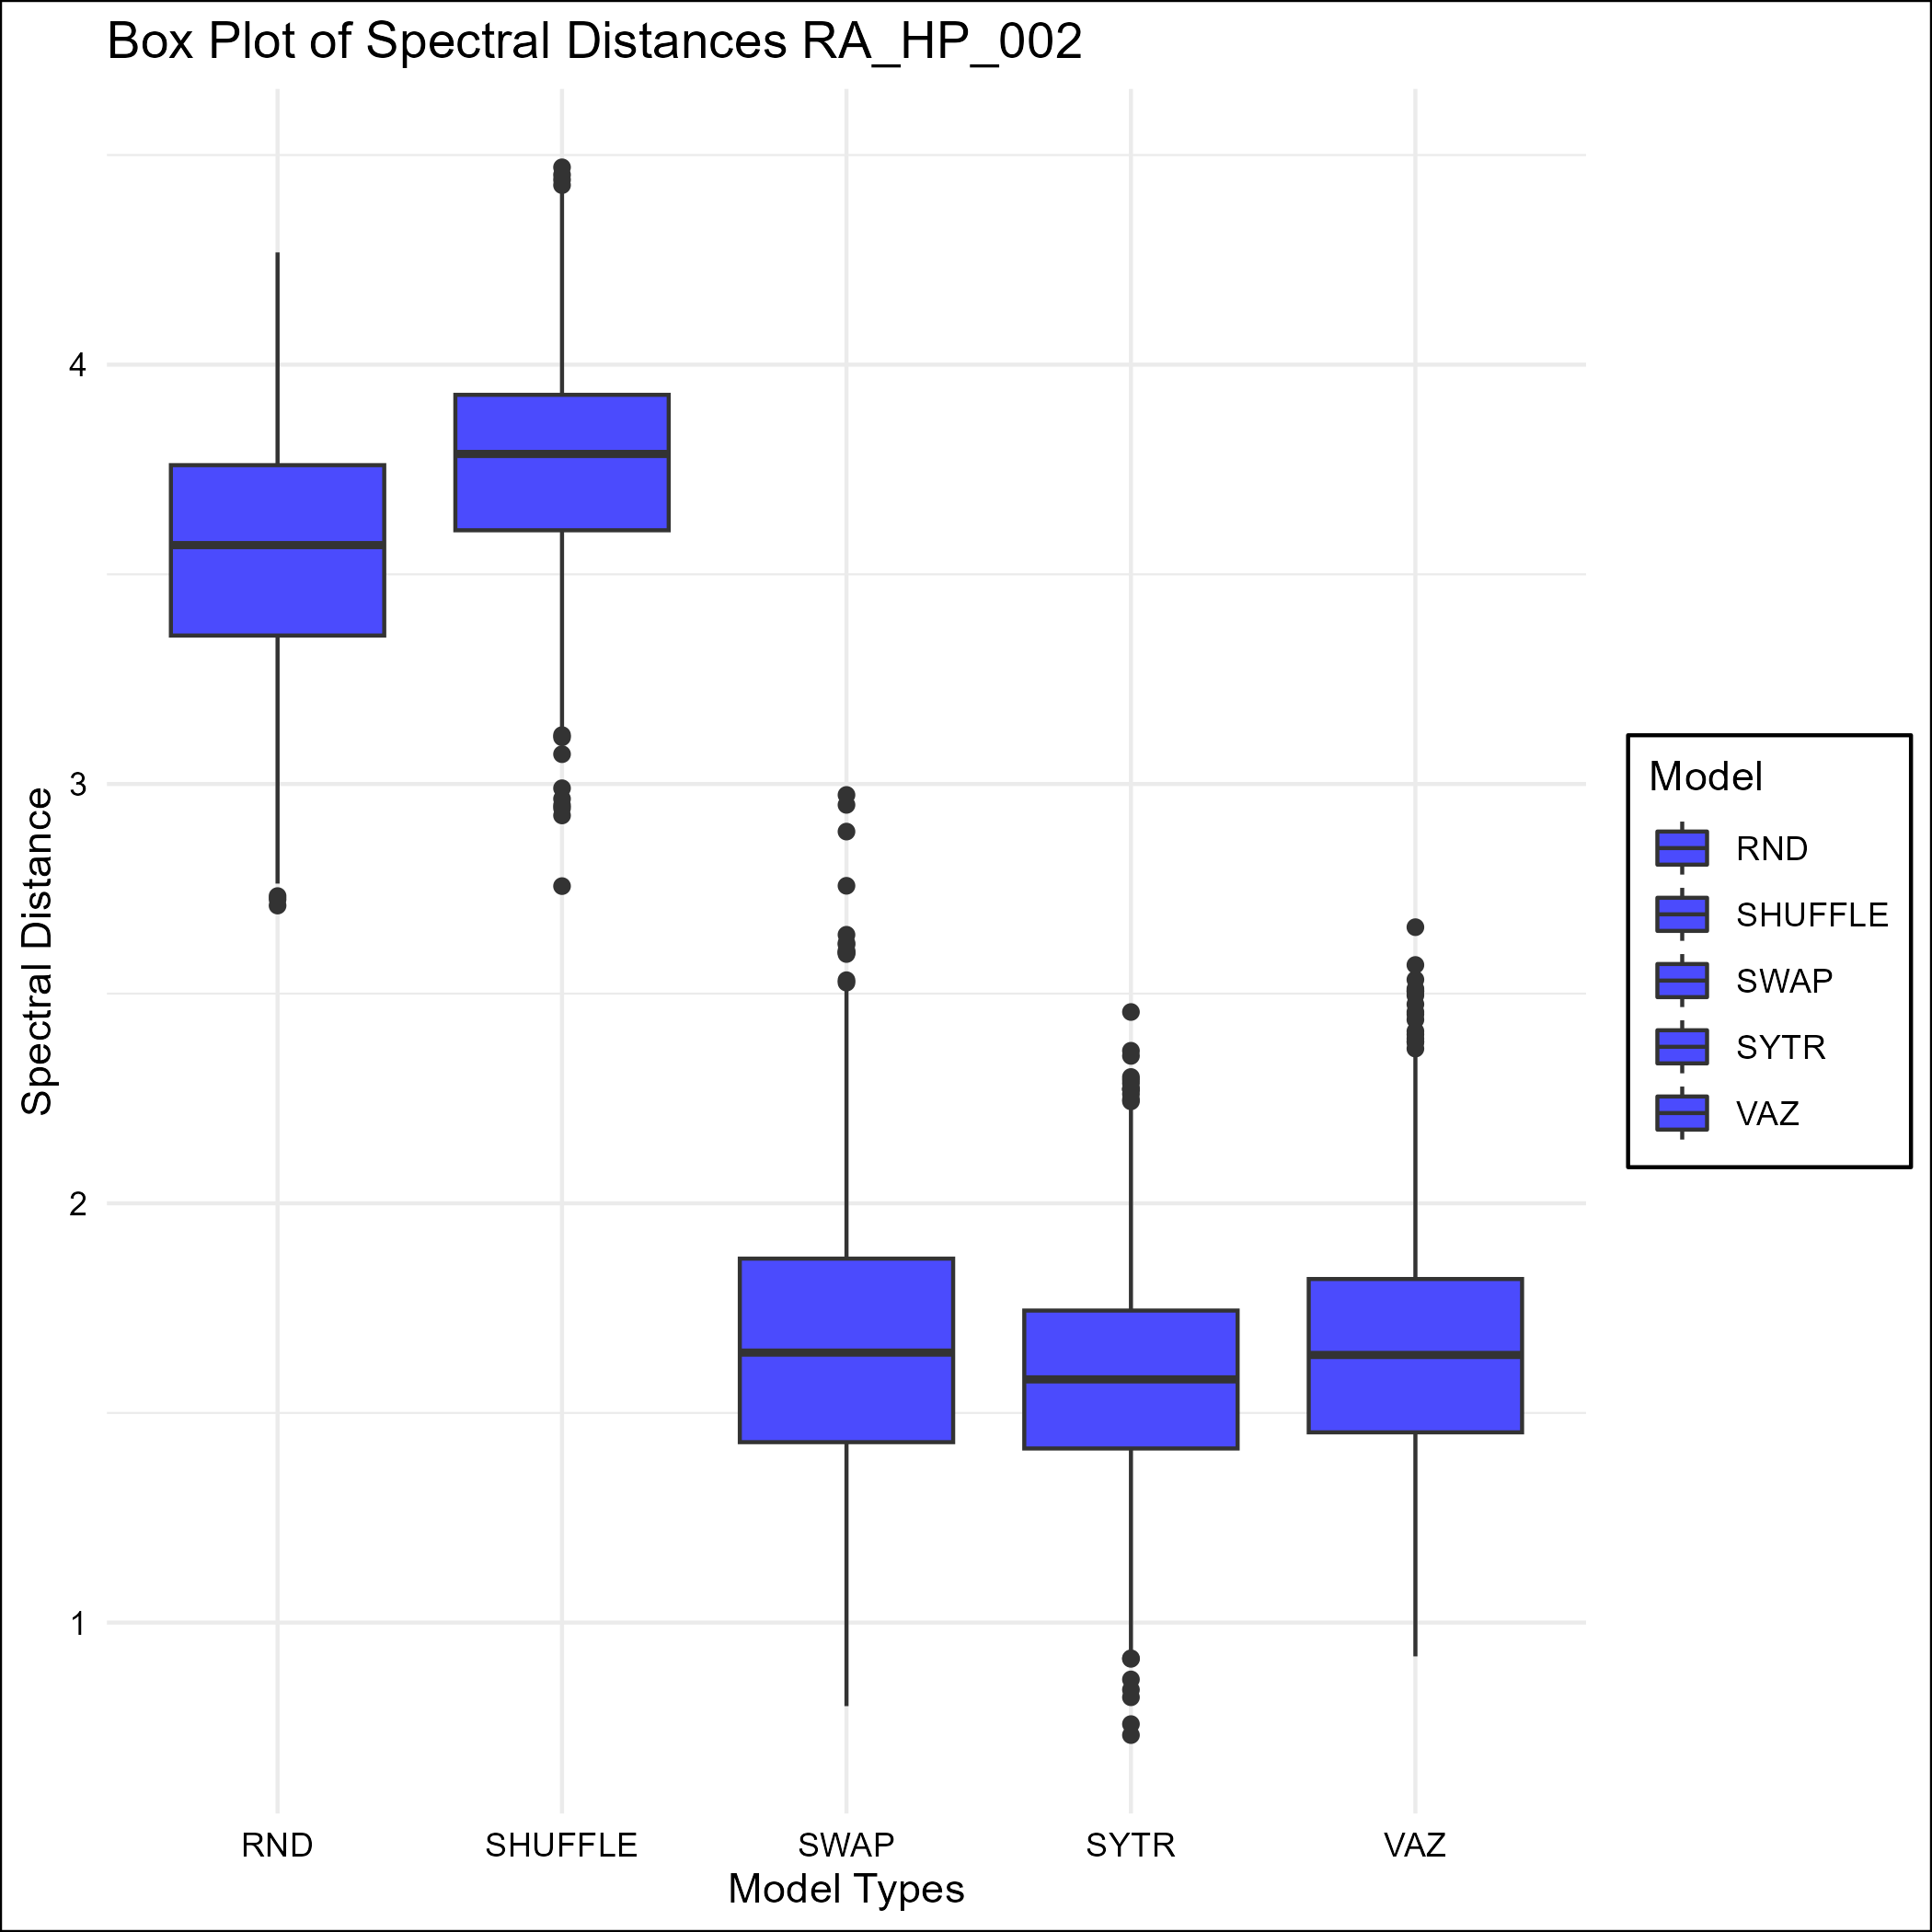 Box Plot of Spectral Distances RA_HP_002
Spectral Distance
4
3
2
1
RND
SHUFFLE
SWAP
SYTR
VAZ
Model Types
Model
RND
SHUFFLE
SWAP
SYTR
VAZ